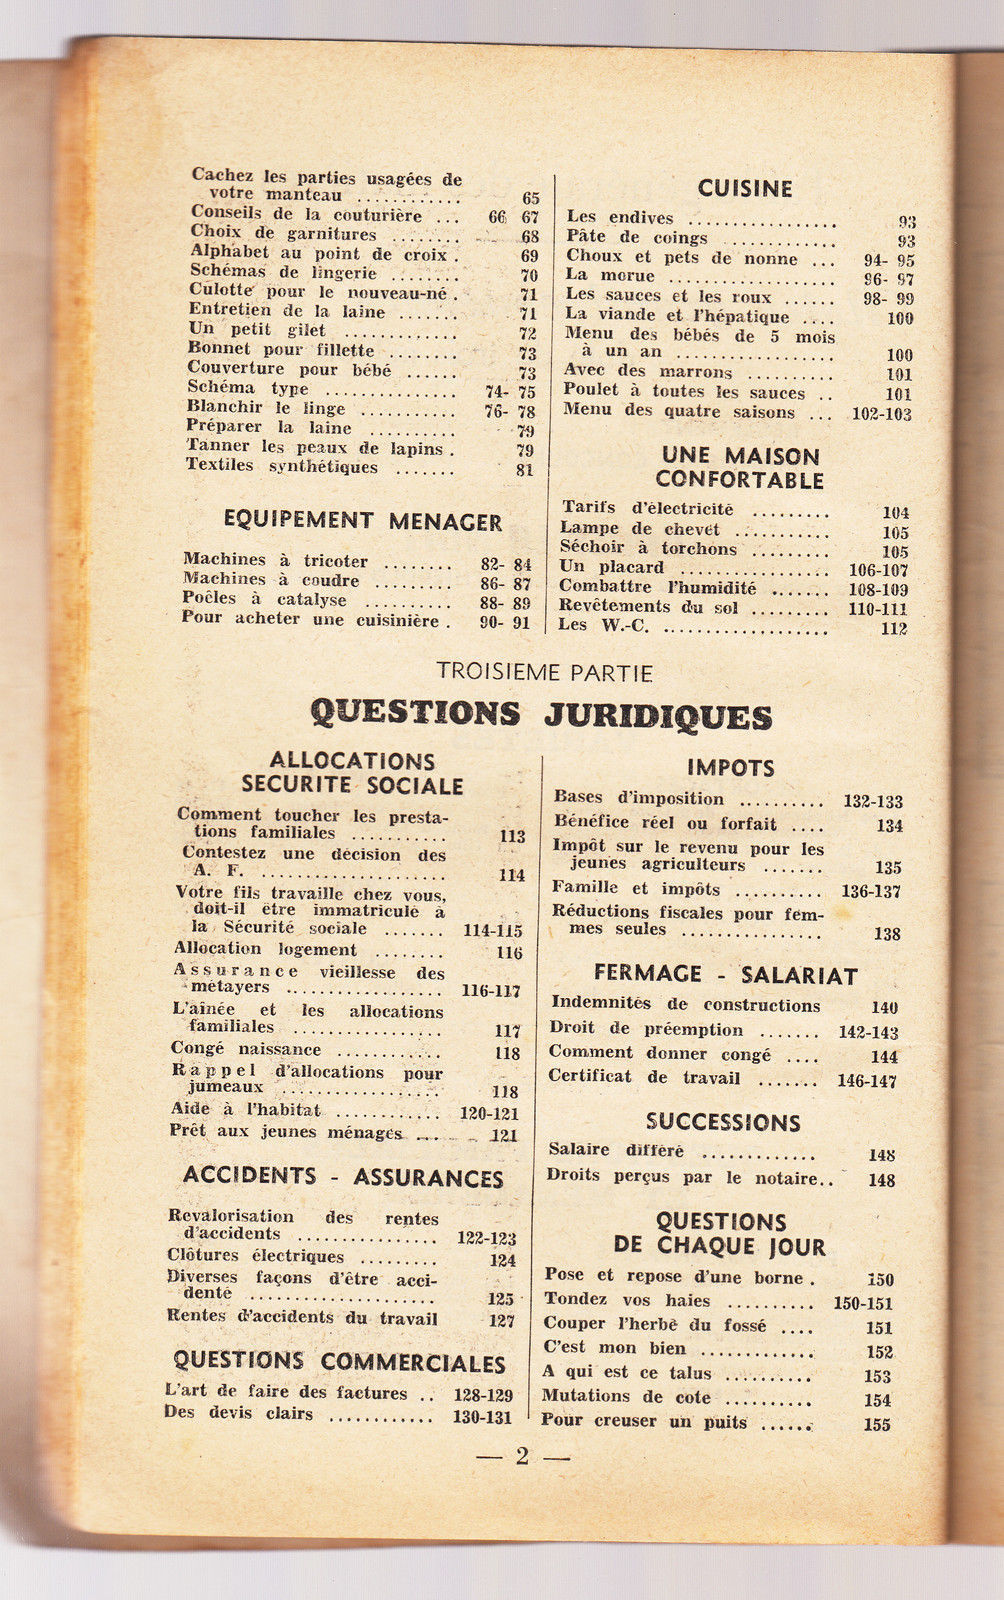 Cachez les parties usagées de
votre manteau ............ 65
Conseils de la couturière ... 66 67
Choix de garnitures ........ 68
Alphabet au point de croix . 69
Schémas de lingerie ........ 70
Culotte pour le nouveau-né . 71
Entretien de la laine ....... 71
Un petit gilet ............ 72
Bonnet pour fillette ........ 73
Couverture pour bébé ...... 73
Schéma type ............... 74- 75
Blanchir le linge ........... 76- 78
Préparer la laine .......... 79
Tanner les peaux de lapins . 79
Textiles synthétiques ....... 81
EQUIPEMENT MENAGER
Machines à tricoter ........ 82- 84
Machines à coudre ......... 86- 87
Poêles à catalyse .......... 88- 89
Pour acheter une cuisinière . 90- 91
CUISINE
Les endives ................ 93
Pâte de coings ............ 93
Choux et pets de nonne ... 94- 95
La morue .................. 96- 97
Les sauces et les roux ...... 98- 99
La viande et l'hépatique .... 100
Menu des bébés de 5 mois
à un an ................. 100
Avec des marrons .......... 101
Poulet à toutes les sauces .. 101
Menu des quatre saisons ... 102-103
UNE MAISON
CONFORTABLE
Tarifs d'électricité ......... 104
Lampe de chevet ........... 105
Séchoir à torchons ......... 105
Un placard ................ 106-107
Combattre l'humidité ....... 108-109
Revêtements du sol ......... 110-111
Les W.-C. .................. 112
TROISIEME PARTIE
QUESTIONS JURIDIQUES
ALLOCATIONS
SECURITE SOCIALE
Comment toucher les presta-
tions familiales ........... 113
Contestez une décision des
A. F. ..................... 114
Votre fils travaille chez vous,
doit-il être immatriculé à
la Sécurité sociale ....... 114-115
Allocation logement ........ 116
Assurance vieillesse des
métayers .................. 116-117
L'aînée et les allocations
familiales ................. 117
Congé naissance ............ 118
Rappel d'allocations pour
jumeaux .................. 118
Aide à l'habitat ............ 120-121
Prêt aux jeunes ménages ... 121
ACCIDENTS - ASSURANCES
Revalorisation des rentes
d'accidents ................ 122-123
Clôtures électriques ......... 124
Diverses façons d'être acci-
denté ...................... 125
Rentes d'accidents du travail 127
QUESTIONS COMMERCIALES
L'art de faire des factures .. 128-129
Des devis clairs ............ 130-131
IMPOTS
Bases d'imposition .......... 132-133
Bénéfice réel ou forfait .... 134
Impôt sur le revenu pour les
jeunes agriculteurs ....... 135
Famille et impôts .......... 136-137
Réductions fiscales pour fem-
mes seules ................ 138
FERMAGE - SALARIAT
Indemnités de constructions 140
Droit de préemption ....... 142-143
Comment donner congé .... 144
Certificat de travail ....... 146-147
SUCCESSIONS
Salaire différé ............. 148
Droits perçus par le notaire.. 148
QUESTIONS
DE CHAQUE JOUR
Pose et repose d'une borne . 150
Tondez vos haies .......... 150-151
Couper l'herbe du fossé .... 151
C'est mon bien ............. 152
A qui est ce talus .......... 153
Mutations de cote .......... 154
Pour creuser un puits ...... 155
— 2 —